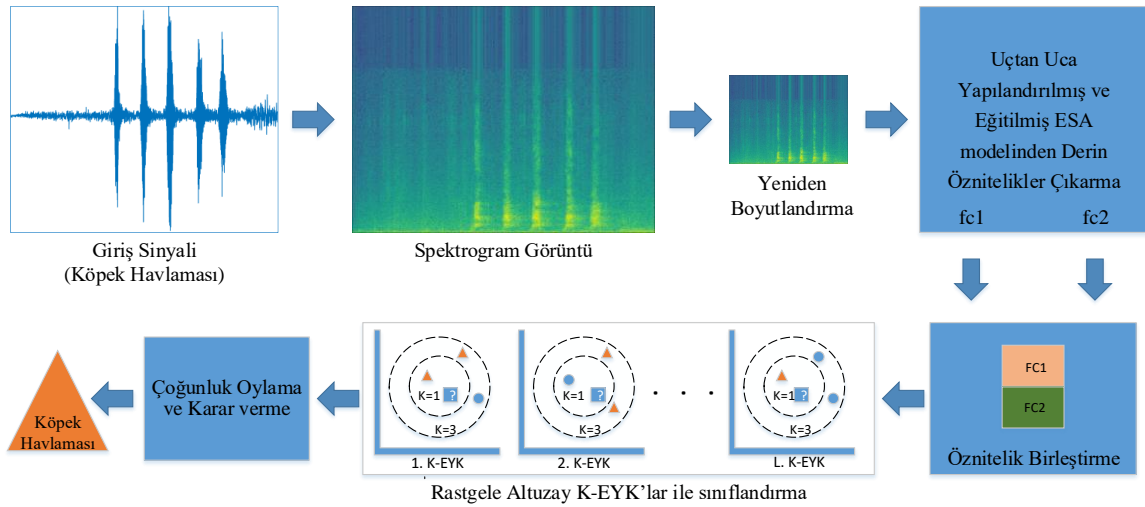 Giriş Sinyali
(Köpek Havlaması)
Spektrogram Görüntü
Yeniden
Boyutlandırma
Uçtan Uca
Yapılandırılmış ve
Eğitilmiş ESA
modelinden Derin
Öznitelikler Çıkarma
fc1 fc2
FC1
FC2
Öznitelik Birleştirme
K=1 ?
K=3
1. K-EYK
K=1 ?
K=3
2. K-EYK
. . . .
K=1 ?
K=3
L. K-EYK
Rastgele Altuzay K-EYK’lar ile sınıflandırma
Çoğunluk Oylama
ve Karar verme
Köpek
Havlaması